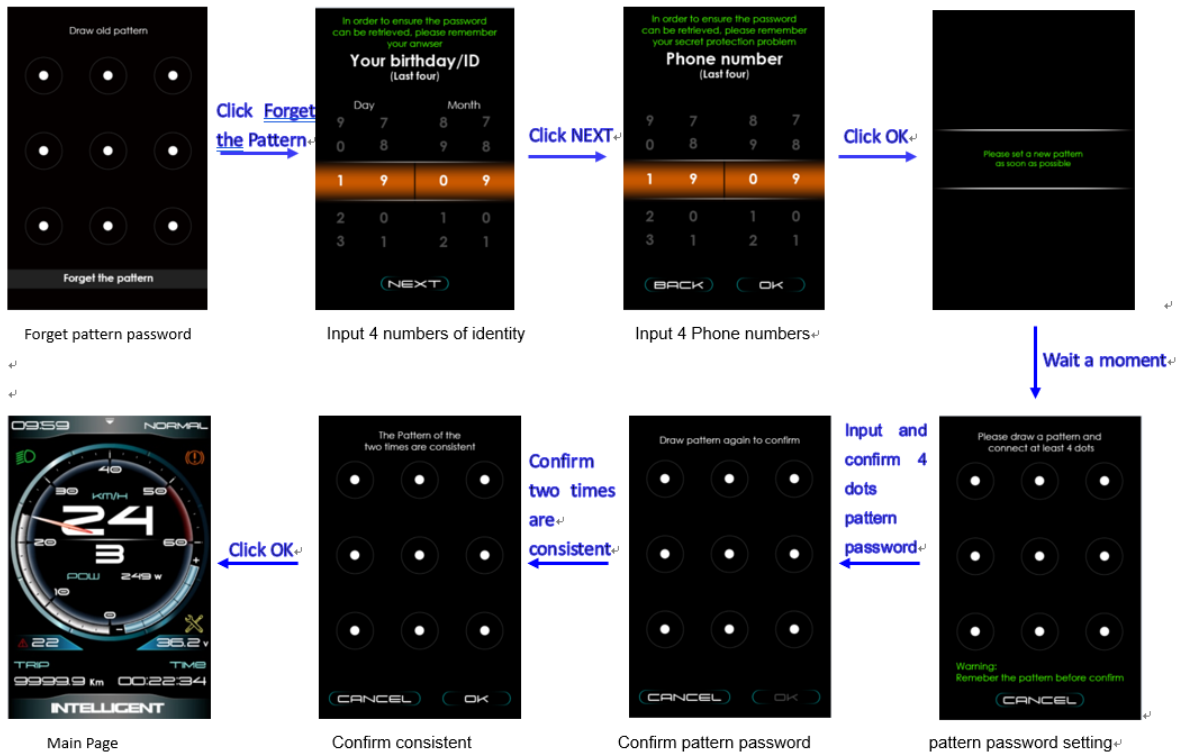 Draw old pattern
Forget the pattern
Forget pattern password
Click Forget
the Pattern
In order to ensure the password
can be retrieved, please remember
your anwser
Your birthday/ID
(Last four)
Day Month
9 7 8 7
0 8 9 8
1 9 0 9
2 0 1 0
3 1 2 1
NEXT
Input 4 numbers of identity
Click NEXT
In order to ensure the password
can be retrieved, please remember
your secret protection problem
Phone number
(Last four)
9 7 8 7
0 8 9 8
1 9 0 9
2 0 1 0
3 1 2 1
BACK OK
Input 4 Phone numbers
Click OK
Please set a new pattern
as soon as possible
Wait a moment
Please draw a pattern and
connect at least 4 dots
Warning:
Remeber the pattern before confirm
CANCEL
pattern password setting
Input and
confirm 4
dots
pattern
password
Draw pattern again to confirm
CANCEL OK
Confirm pattern password
Confirm
two times
are
consistent
The Pattern of the
two times are consistent
CANCEL OK
Confirm consistent
Click OK
09:59 NORMAL
40
30 KM/H 50
24
20 60
3
POW 249 w
10
0
22 36.2 v
TRIP TIME
9999.9 Km 00:22:34
INTELLIGENT
Main Page